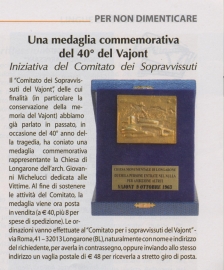 PER NON DIMENTICARE
Una medaglia commemorativa
del 40° del Vajont
Iniziativa del Comitato dei Sopravvissuti
Il "Comitato dei Sopravvis-
suti del Vajont", delle cui
finalità (in particolare la
conservazione della me-
moria del Vajont) abbiamo
già parlato in passato, in
occasione del 40° anno del-
la tragedia, ha coniato una
medaglia commemorativa
rappresentante la Chiesa di
Longarone dell'arch. Giovan-
ni Michelucci dedicata alle
Vittime. Al fine di sostenere
le attività del Comitato, la
medaglia viene ora posta
in vendita (a € 40,più 8 per
spese di spedizione). Le or-
dinazioni vanno effettuate al "Comitato per i sopravvissuti del Vajont" -
via Roma,41 – 32013 Longarone (BL), naturalmente con nome e indirizzo
del richiedente, per averla in contrassegno, oppure inviando allo stesso
indirizzo un vaglia postale di € 48 per riceverla a stretto giro di posta.
VAJONT 9 OTTOBRE 1963